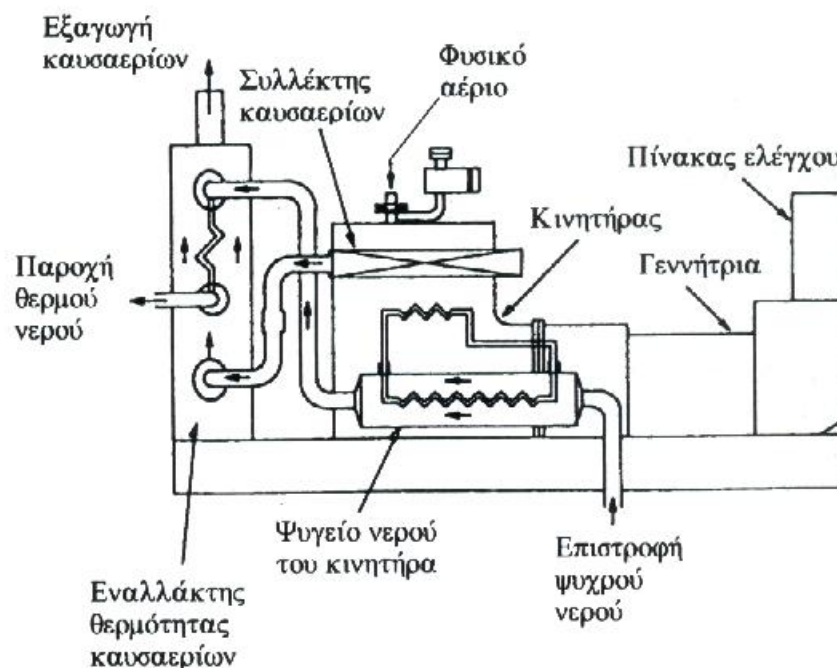 Εξαγωγή
καυσαερίων
Συλλέκτης
καυσαερίων
Φυσικό
αέριο
Πίνακας ελέγχου
Κινητήρας
Γεννήτρια
Παροχή
θερμού
νερού
Ψυγείο νερού
του κινητήρα
Επιστροφή
ψυχρού
νερού
Εναλλάκτης
θερμότητας
καυσαερίων